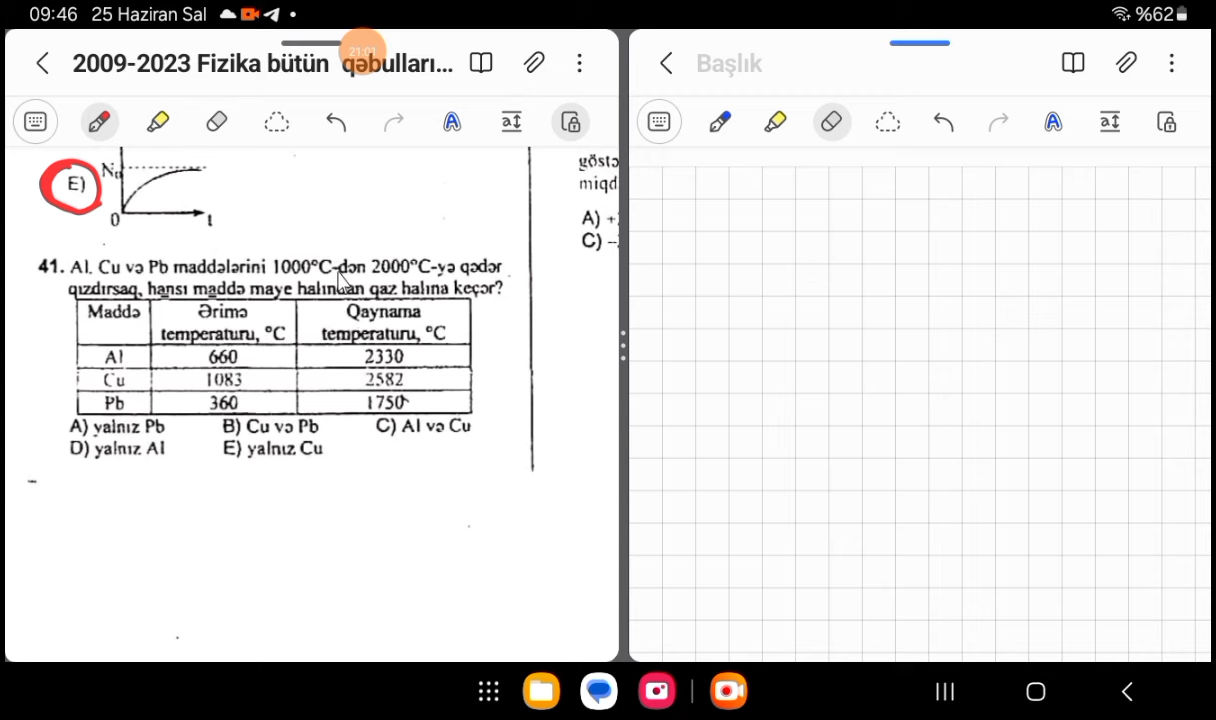 09:46 25 Haziran Sal
%62
21:01
2009-2023 Fizika bütün qəbulları...
Başlık
E) N₀
0 t
41. Al, Cu və Pb maddələrini 1000°C-dən 2000°C-yə qədər
qızdırsaq, hansı maddə maye halından qaz halına keçər?
Maddə Ərimə temperaturu, °C Qaynama temperaturu, °C
Al 660 2330
Cu 1083 2582
Pb 360 1750
A) yalnız Pb B) Cu və Pb C) Al və Cu
D) yalnız Al E) yalnız Cu
göstə
miqd
A) +
C) –